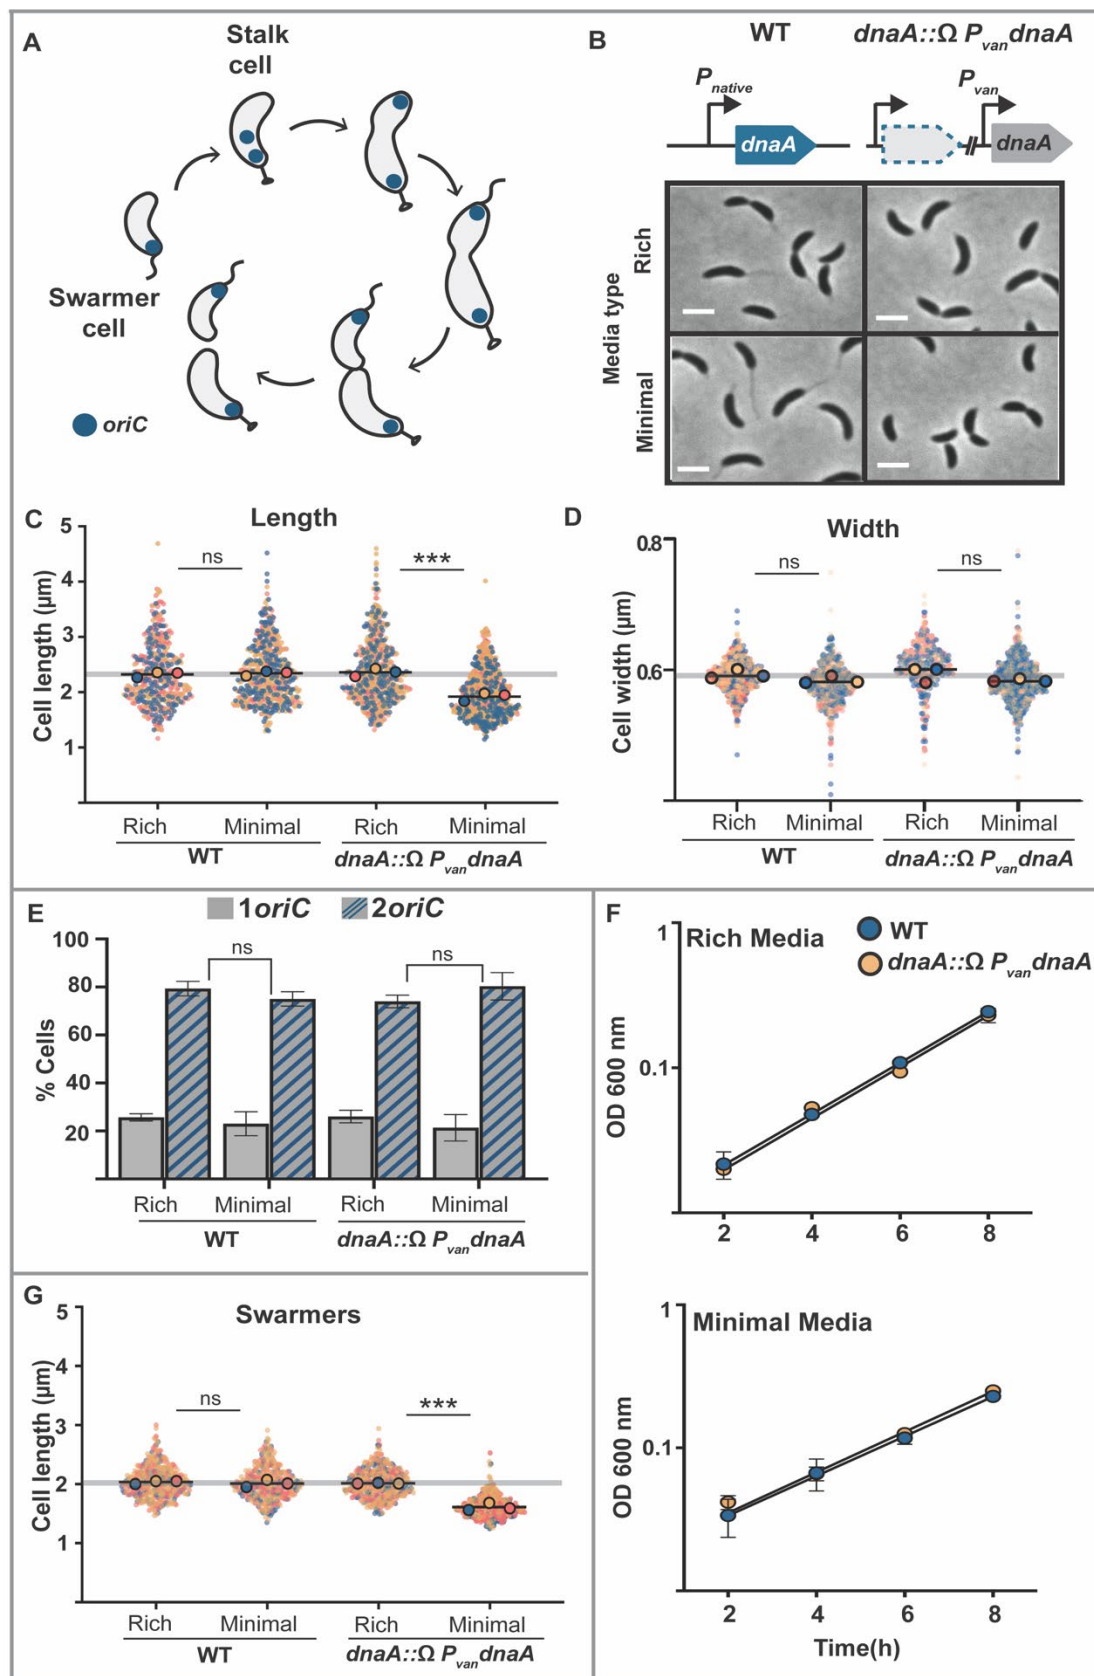 A
Stalk
cell
Swarmer
cell
oriC
B
WT
dnaA::Ω PvandnaA
Pnative
Pvan
dnaA
dnaA
Media type
Rich
Minimal
C
Length
5
4
3
2
1
Cell length (µm)
ns
***
Rich
Minimal
Rich
Minimal
WT
dnaA::Ω PvandnaA
D
Width
0.8
0.6
Cell width (µm)
ns
ns
Rich
Minimal
Rich
Minimal
WT
dnaA::Ω PvandnaA
E
1oriC
2oriC
100
80
60
40
20
% Cells
ns
ns
Rich
Minimal
Rich
Minimal
WT
dnaA::Ω PvandnaA
F
Rich Media
WT
dnaA::Ω PvandnaA
1
0.1
OD 600 nm
2 4 6 8
Minimal Media
1
0.1
OD 600 nm
2 4 6 8
Time(h)
G
Swarmers
5
4
3
2
1
Cell length (µm)
ns
***
Rich
Minimal
Rich
Minimal
WT
dnaA::Ω PvandnaA